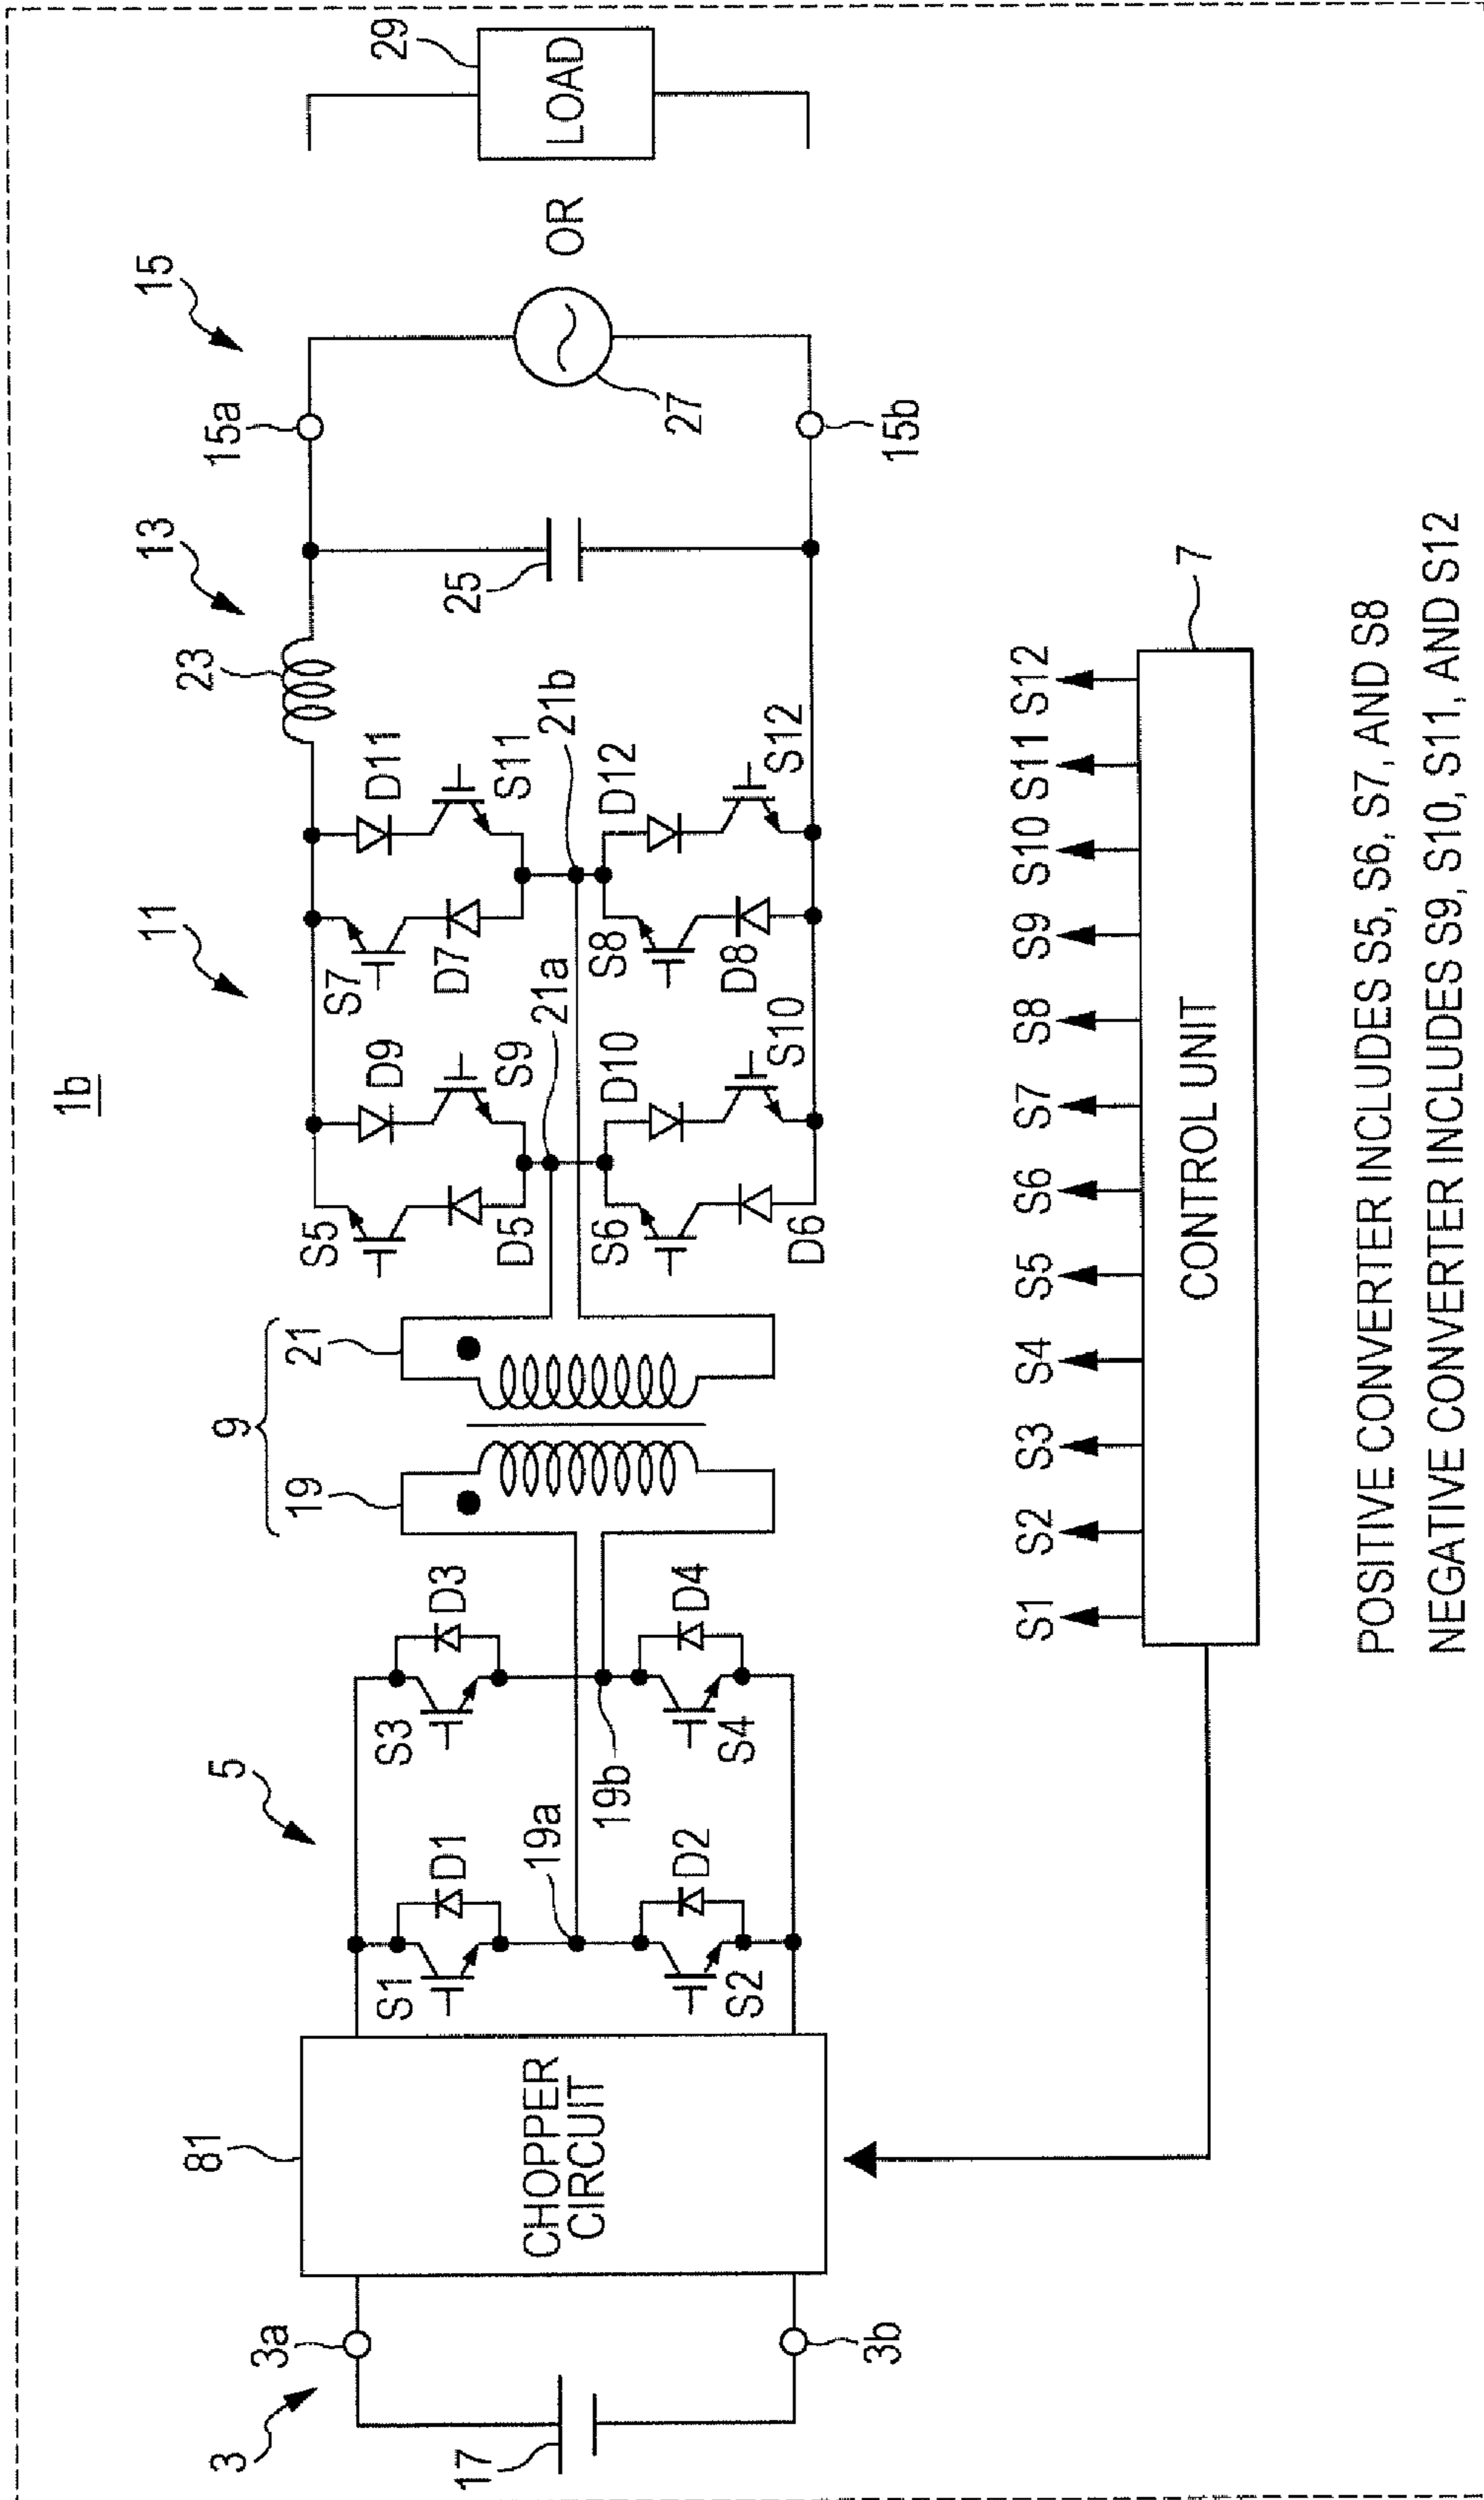 1b
3
3a
3b
17
81
CHOPPER
CIRCUIT
5
S1
D1
S2
D2
19a
19b
S3
D3
S4
D4
9
19
21
11
S5
D5
S6
D6
D9
S9
D10
S10
21a
S7
D7
S8
D8
D11
S11
D12
S12
21b
13
23
25
15
15a
15b
27
OR
LOAD
29
S1 S2 S3 S4 S5 S6 S7 S8 S9 S10 S11 S12
CONTROL UNIT
7
POSITIVE CONVERTER INCLUDES S5, S6, S7, AND S8
NEGATIVE CONVERTER INCLUDES S9, S10, S11, AND S12